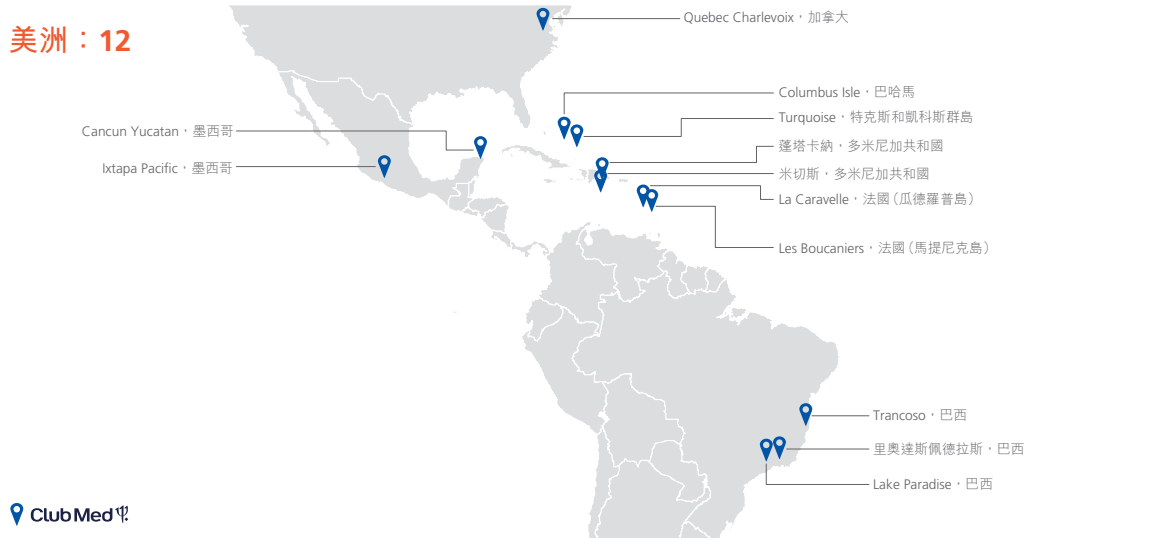 美洲：12
Quebec Charlevoix，加拿大
Columbus Isle，巴哈馬
Turquoise，特克斯和凱科斯群島
蓬塔卡納，多米尼加共和國
米切斯，多米尼加共和國
La Caravelle，法國（瓜德羅普島）
Les Boucaniers，法國（馬提尼克島）
Cancun Yucatan，墨西哥
Ixtapa Pacific，墨西哥
Trancoso，巴西
里奧達斯佩德拉斯，巴西
Lake Paradise，巴西
Club Med